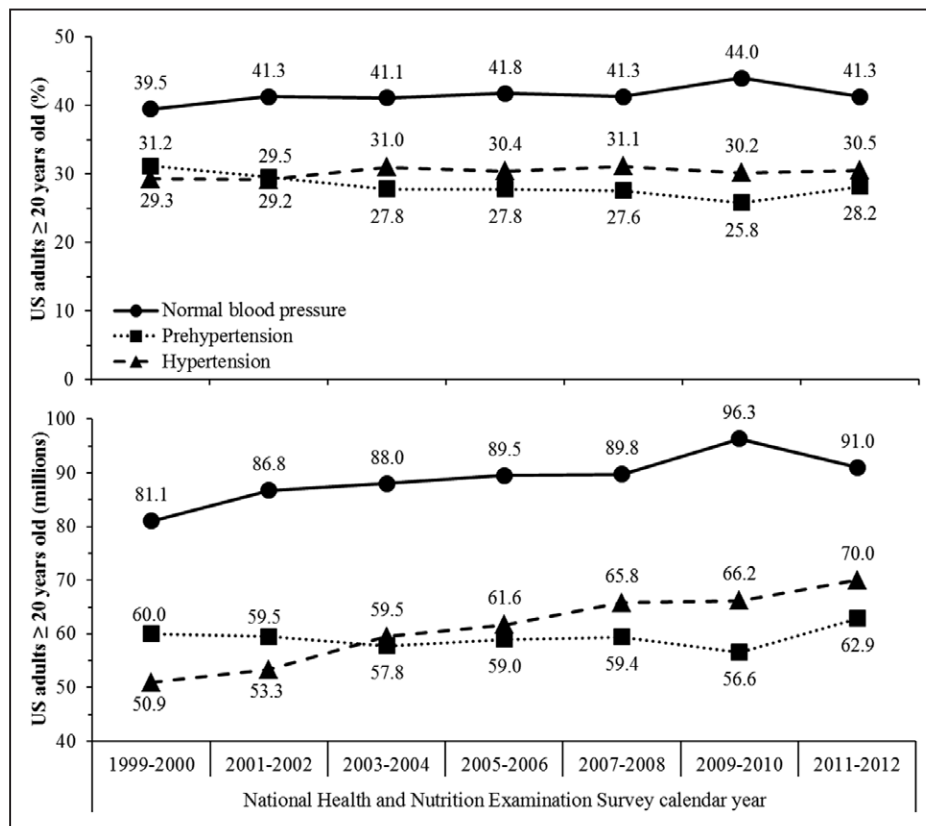 50
40
30
20
10
0
US adults ≥ 20 years old (%)
39.5 41.3 41.1 41.8 41.3 44.0 41.3
31.2 29.5 31.0 30.4 31.1 30.2 30.5
29.3 29.2 27.8 27.8 27.6 25.8 28.2
Normal blood pressure
Prehypertension
Hypertension
100
90
80
70
60
50
40
US adults ≥ 20 years old (millions)
81.1 86.8 88.0 89.5 89.8 96.3 91.0
60.0 59.5 59.5 61.6 65.8 66.2 70.0
50.9 53.3 57.8 59.0 59.4 56.6 62.9
1999-2000 2001-2002 2003-2004 2005-2006 2007-2008 2009-2010 2011-2012
National Health and Nutrition Examination Survey calendar year